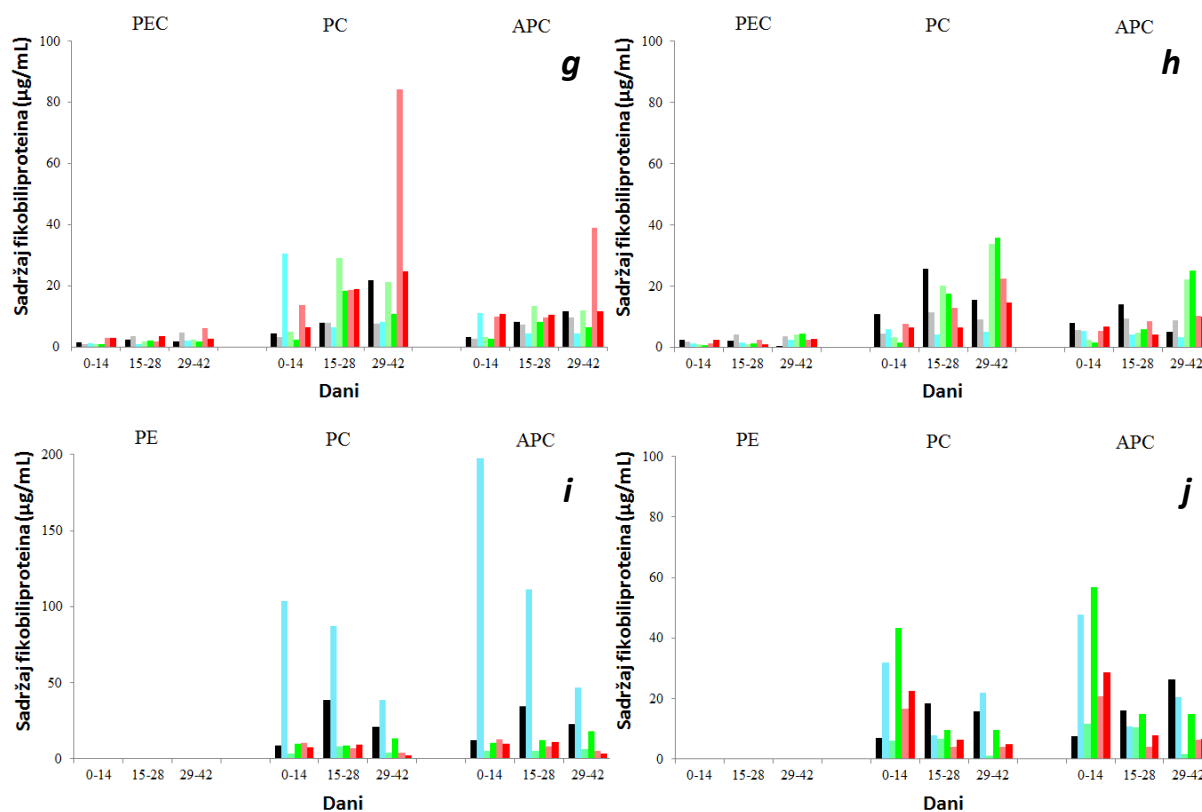 PEC PC APC
g
Sadržaj fikobiliproteina (µg/mL)
100
80
60
40
20
0
0-14 15-28 29-42 0-14 15-28 29-42 0-14 15-28 29-42
Dani
PEC PC APC
h
Sadržaj fikobiliproteina (µg/mL)
100
80
60
40
20
0
0-14 15-28 29-42 0-14 15-28 29-42 0-14 15-28 29-42
Dani
PE PC APC
i
Sadržaj fikobiliproteina (µg/mL)
200
150
100
50
0
0-14 15-28 29-42 0-14 15-28 29-42 0-14 15-28 29-42
Dani
PE PC APC
j
Sadržaj fikobiliproteina (µg/mL)
100
80
60
40
20
0
0-14 15-28 29-42 0-14 15-28 29-42 0-14 15-28 29-42
Dani